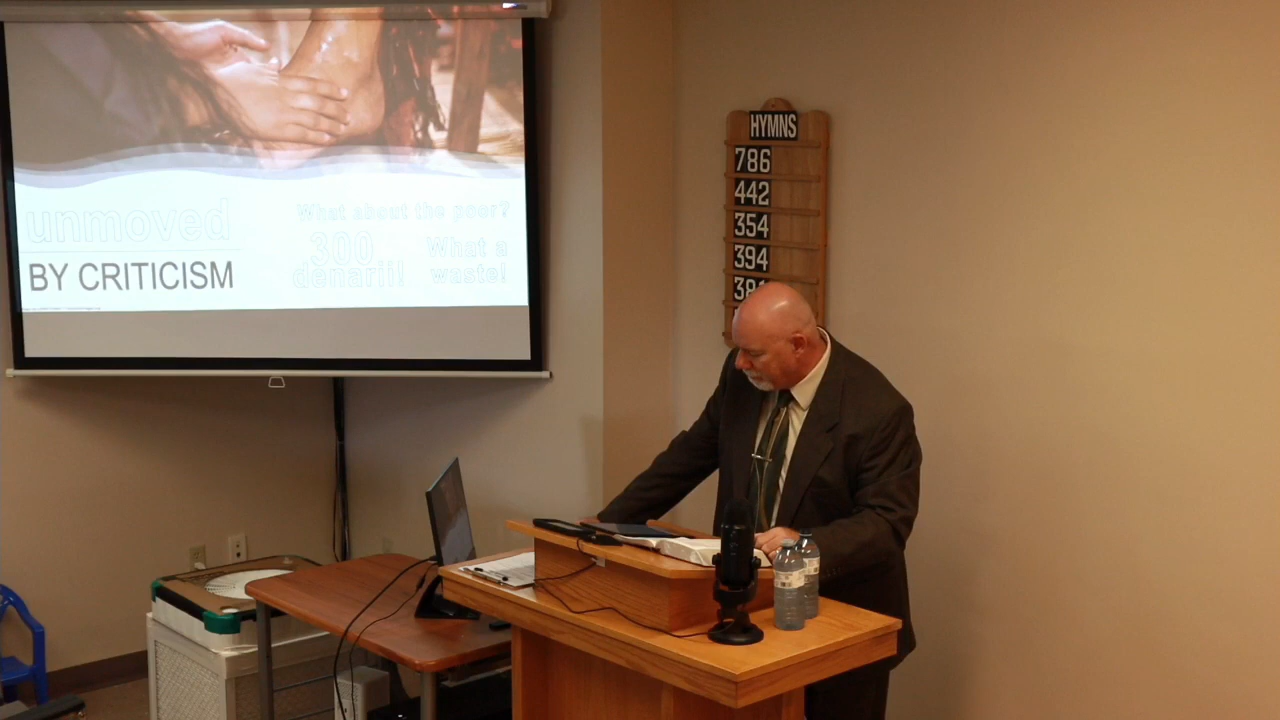 unmoved
BY CRITICISM
What about the poor?
300
denarii!
What a
waste!
HYMNS
786
442
354
394